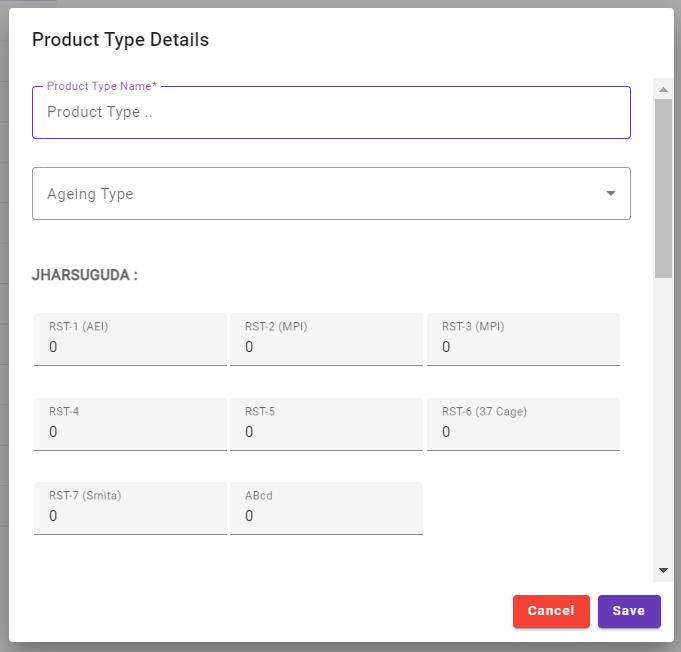 Product Type Details
Product Type Name*
Product Type ..
Ageing Type
JHARSUGUDA :
RST-1 (AEI) RST-2 (MPI) RST-3 (MPI)
0 0 0
RST-4 RST-5 RST-6 (37 Cage)
0 0 0
RST-7 (Smita) ABcd
0 0
Cancel Save